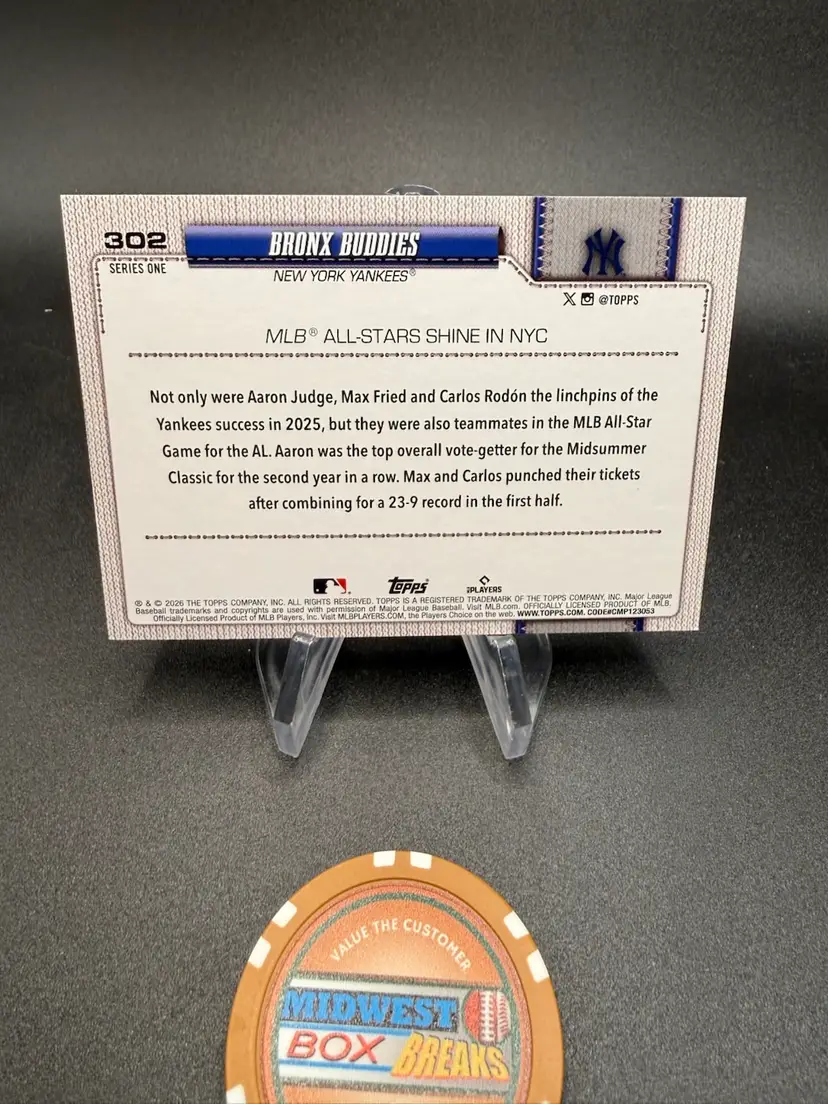 302
BRONX BUDDIES
SERIES ONE
NEW YORK YANKEES®
NY
@TOPPS
MLB® ALL-STARS SHINE IN NYC
Not only were Aaron Judge, Max Fried and Carlos Rodón the linchpins of the
Yankees success in 2025, but they were also teammates in the MLB All-Star
Game for the AL. Aaron was the top overall vote-getter for the Midsummer
Classic for the second year in a row. Max and Carlos punched their tickets
after combining for a 23-9 record in the first half.
Topps
PLAYERS
® & © 2026 THE TOPPS COMPANY, INC. ALL RIGHTS RESERVED. TOPPS IS A REGISTERED TRADEMARK OF THE TOPPS COMPANY, INC. Major League
Baseball trademarks and copyrights are used with permission of Major League Baseball. Visit MLB.com. OFFICIALLY LICENSED PRODUCT OF MLB.
Officially Licensed Product of MLB Players, Inc. Visit MLBPLAYERS.COM, the Players Choice on the web. WWW.TOPPS.COM. CODE#CMP123053
VALUE THE CUSTOMER
MIDWEST
BOX BREAKS